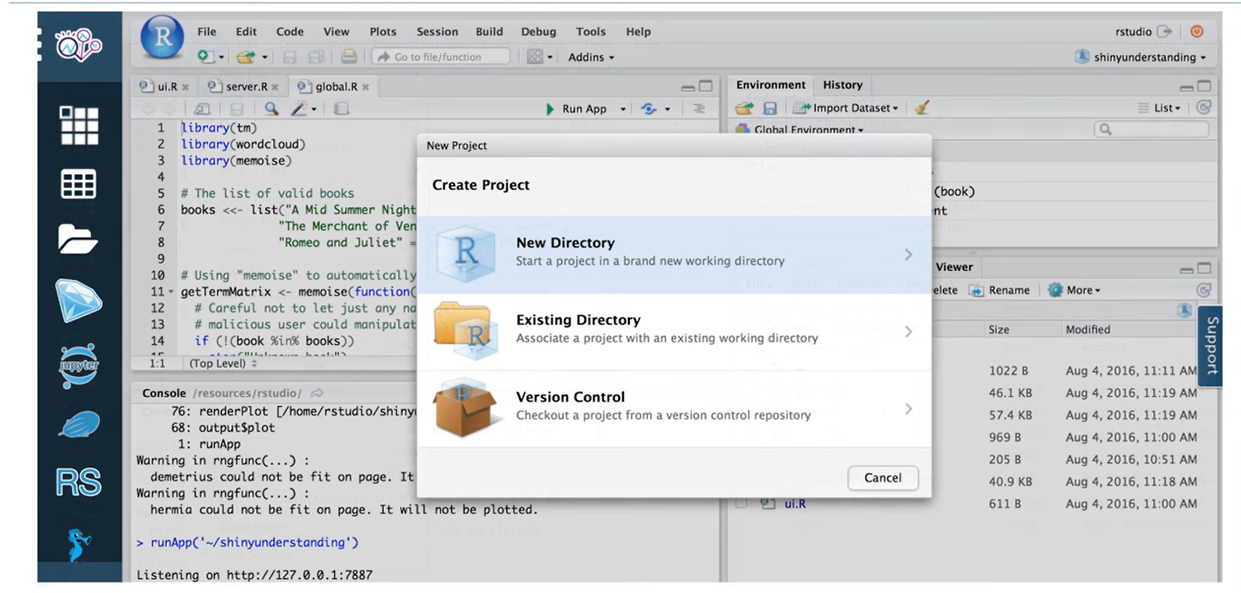 File Edit Code View Plots Session Build Debug Tools Help
rstudio
Go to file/function
Addins
shinyunderstanding
ui.R
server.R
global.R
Run App
1 library(tm)
2 library(wordcloud)
3 library(memoise)
4
5 # The list of valid books
6 books <<- list("A Mid Summer Night
7 "The Merchant of Ven
8 "Romeo and Juliet" =
9
10 # Using "memoise" to automatically
11 getTermMatrix <- memoise(function(
12 # Careful not to let just any na
13 # malicious user could manipulat
14 if (!(book %in% books))
1:1 (Top Level)
Console /resources/rstudio/
76: renderPlot [/home/rstudio/shiny
68: output$plot
1: runApp
Warning in rngfunc(...) :
demetrius could not be fit on page. It
Warning in rngfunc(...) :
hermia could not be fit on page. It will not be plotted.
> runApp('~/shinyunderstanding')
Listening on http://127.0.0.1:7887
New Project
Create Project
New Directory
Start a project in a brand new working directory
Existing Directory
Associate a project with an existing working directory
Version Control
Checkout a project from a version control repository
Cancel
Environment History
Import Dataset
List
Global Environment
(book)
nt
Viewer
elete Rename More
Size Modified
1022 B Aug 4, 2016, 11:11 AM
46.1 KB Aug 4, 2016, 11:19 AM
57.4 KB Aug 4, 2016, 11:19 AM
969 B Aug 4, 2016, 11:00 AM
205 B Aug 4, 2016, 10:51 AM
40.9 KB Aug 4, 2016, 11:18 AM
ui.R 611 B Aug 4, 2016, 11:00 AM
Support
jupyter
RS
R